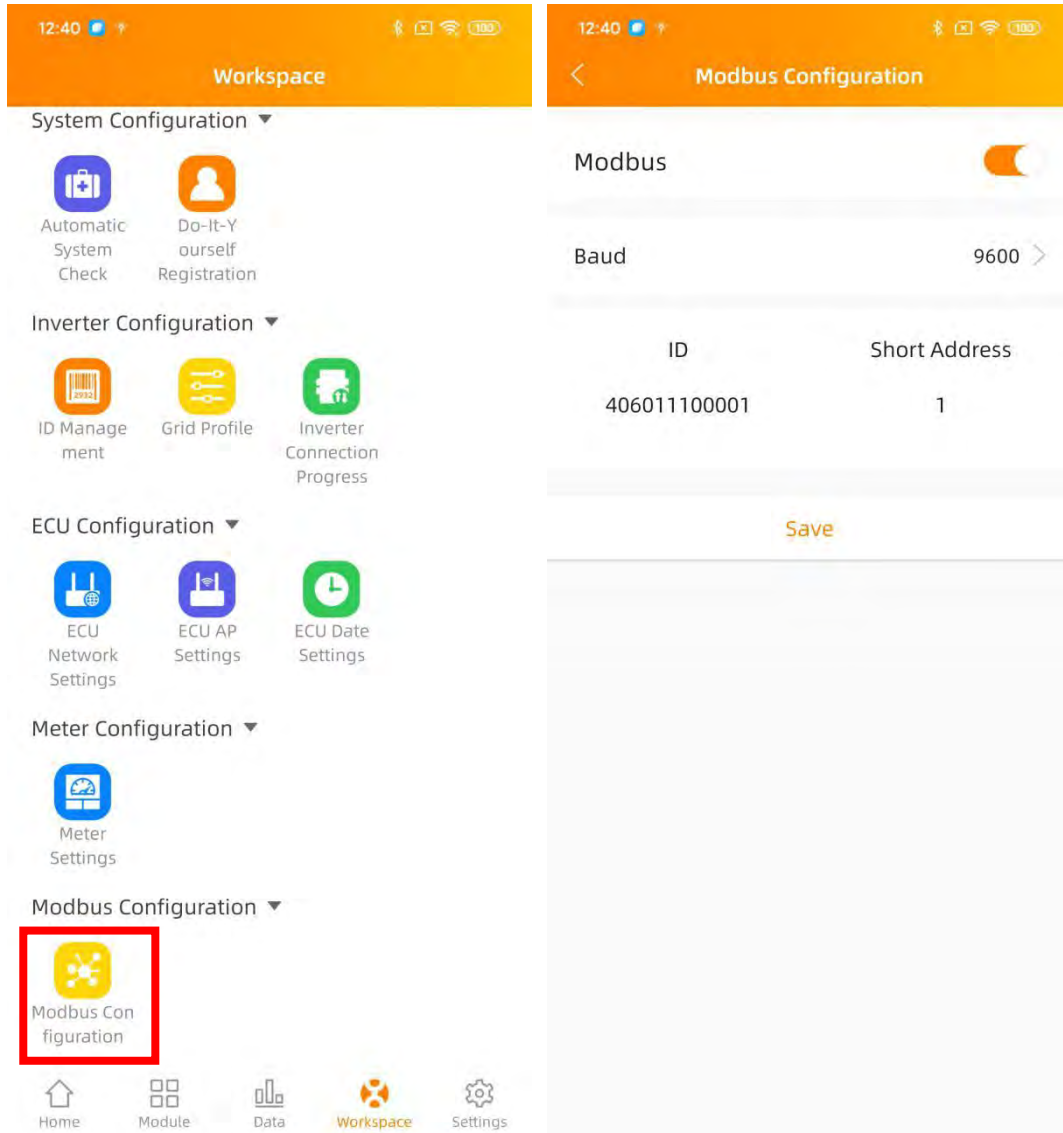 12:40
100
Workspace
System Configuration
Automatic
System
Check
Do-It-Y
ourself
Registration
Inverter Configuration
2932
ID Manage
ment
Grid Profile
Inverter
Connection
Progress
ECU Configuration
ECU
Network
Settings
ECU AP
Settings
ECU Date
Settings
Meter Configuration
Meter
Settings
Modbus Configuration
Modbus Con
figuration
Home
Module
Data
Workspace
Settings
12:40
100
Modbus Configuration
Modbus
Baud
9600
ID
Short Address
406011100001
1
Save